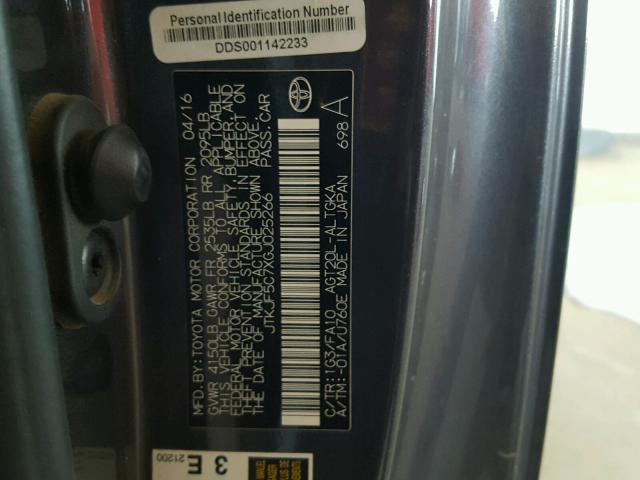 Personal Identification Number
DDS001142233
MFD.BY:TOYOTA MOTOR CORPORATION 04/16
GVWR 4150LB GAWR FR 2535LB RR 2095LB
THIS VEHICLE CONFORMS TO ALL APPLICABLE
FEDERAL MOTOR VEHICLE SAFETY, BUMPER, AND
THEFT PREVENTION STANDARDS IN EFFECT ON
THE DATE OF MANUFACTURE SHOWN ABOVE.
JTKJF5C7XGJ025266 PASS.CAR
C/TR:1G3/FA10 AGT20L-ALTGKA
A/TM:-01A/U760E MADE IN JAPAN 698 A
3 E
21200